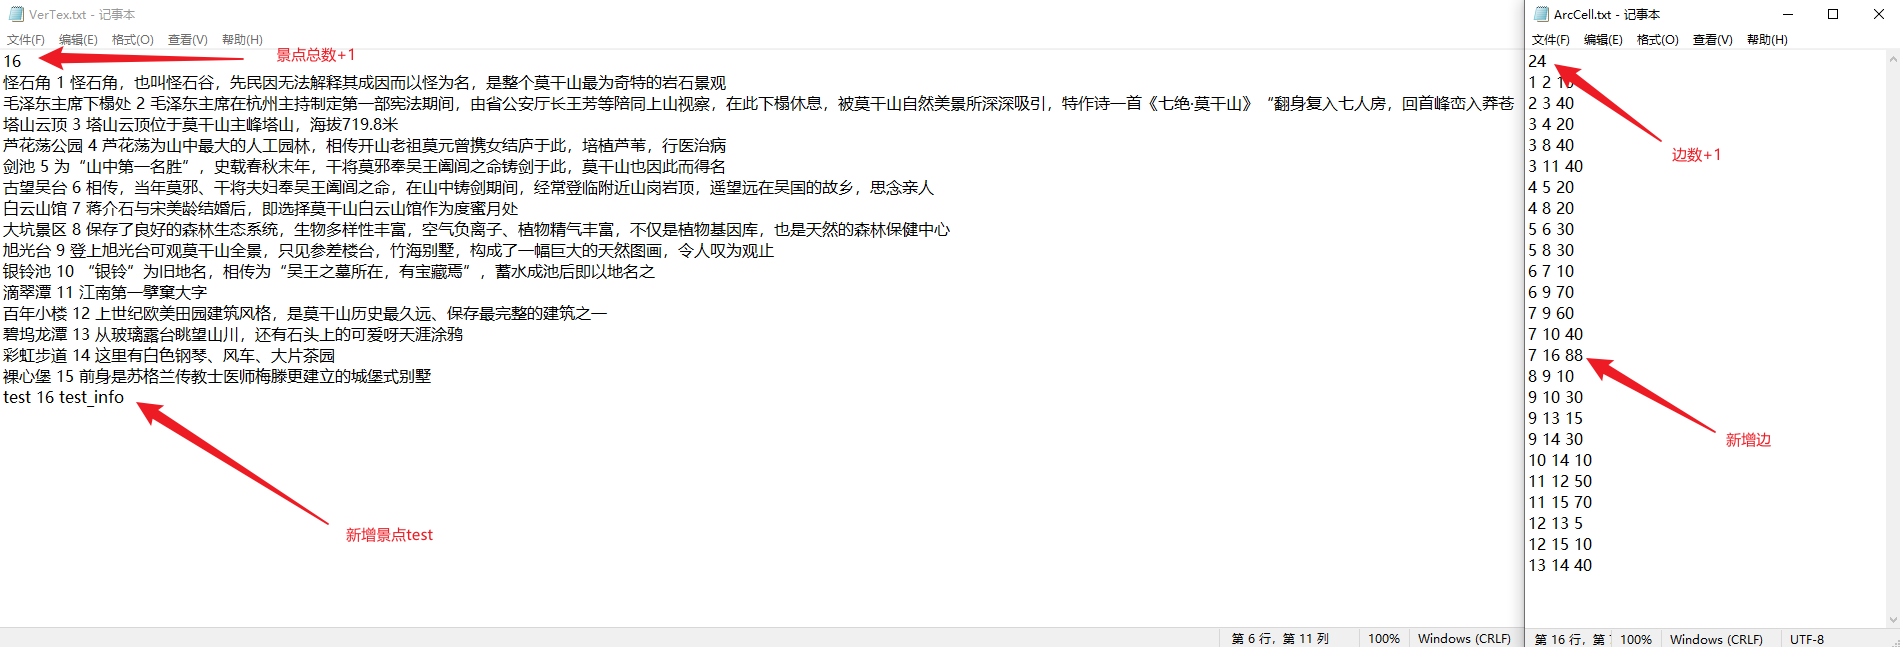 VerTex.txt - 记事本
文件(F) 编辑(E) 格式(O) 查看(V) 帮助(H)
景点总数+1
16
怪石角 1 怪石角，也叫怪石谷，先民因无法解释其成因而以怪为名，是整个莫干山最为奇特的岩石景观
毛泽东主席下榻处 2 毛泽东主席在杭州主持制定第一部宪法期间，由省公安厅长王芳等陪同上山视察，在此下榻休息，被莫干山自然美景所深深吸引，特作诗一首《七绝·莫干山》“翻身复入七人房，回首峰峦入莽苍
塔山云顶 3 塔山云顶位于莫干山主峰塔山，海拔719.8米
芦花荡公园 4 芦花荡为山中最大的人工园林，相传开山老祖莫元曾携女结庐于此，培植芦苇，行医治病
剑池 5 为“山中第一名胜”，史载春秋末年，干将莫邪奉吴王阖闾之命铸剑于此，莫干山也因此而得名
古望吴台 6 相传，当年莫邪、干将夫妇奉吴王阖闾之命，在山中铸剑期间，经常登临附近山岗岩顶，遥望远在吴国的故乡，思念亲人
白云山馆 7 蒋介石与宋美龄结婚后，即选择莫干山白云山馆作为度蜜月处
大坑景区 8 保存了良好的森林生态系统，生物多样性丰富，空气负离子、植物精气丰富，不仅是植物基因库，也是天然的森林保健中心
旭光台 9 登上旭光台可观莫干山全景，只见参差楼台，竹海别墅，构成了一幅巨大的天然图画，令人叹为观止
银铃池 10 “银铃”为旧地名，相传为“吴王之墓所在，有宝藏焉”，蓄水成池后即以地名之
滴翠潭 11 江南第一擘窠大字
百年小楼 12 上世纪欧美田园建筑风格，是莫干山历史最久远、保存最完整的建筑之一
碧坞龙潭 13 从玻璃露台眺望山川，还有石头上的可爱呀天涯涂鸦
彩虹步道 14 这里有白色钢琴、风车、大片茶园
裸心堡 15 前身是苏格兰传教士医师梅滕更建立的城堡式别墅
test 16 test_info
新增景点test
第 6 行，第 11 列 100% Windows (CRLF)
ArcCell.txt - 记事本
文件(F) 编辑(E) 格式(O) 查看(V) 帮助(H)
24
1 2 10
2 3 40
3 4 20
边数+1
3 8 40
3 11 40
4 5 20
4 8 20
5 6 30
5 8 30
6 7 10
6 9 70
7 9 60
7 10 40
7 16 88
8 9 10
9 10 30
9 13 15
9 14 30
新增边
10 14 10
11 12 50
11 15 70
12 13 5
12 15 10
13 14 40
第 16 行，第 100% Windows (CRLF) UTF-8